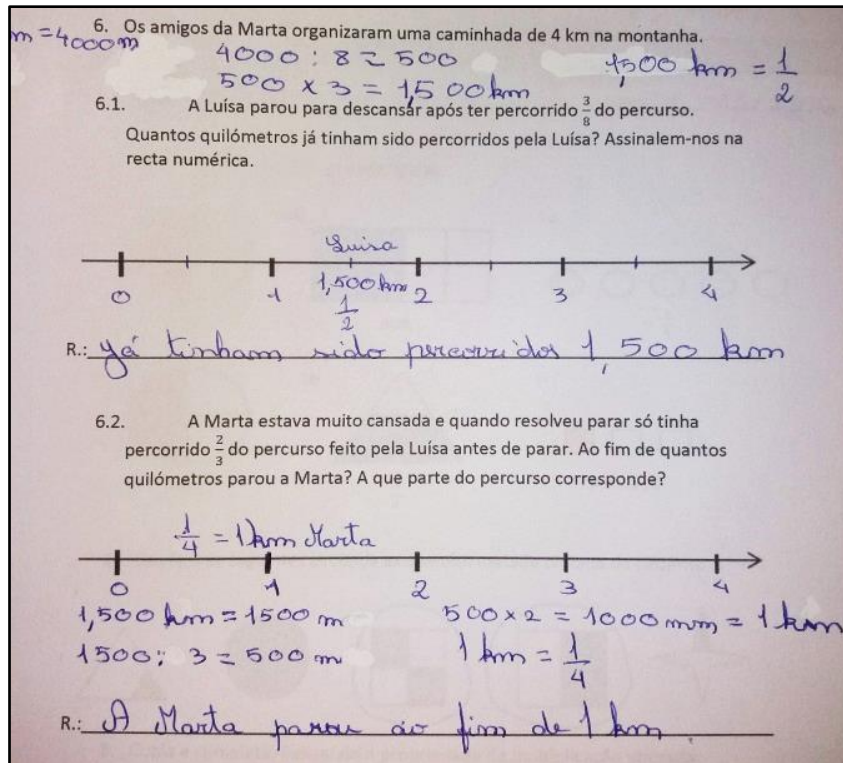 6. Os amigos da Marta organizaram uma caminhada de 4 km na montanha.
m = 4000 m
4000 : 8 = 500
500 x 3 = 1,500 km
1,500 km = 1/2
6.1. A Luísa parou para descansar após ter percorrido 3/8 do percurso.
Quantos quilómetros já tinham sido percorridos pela Luísa? Assinalem-nos na
recta numérica.
Luisa
0 1 1,500 km 2 3 4
1/2
R.: Já tinham sido percorridos 1,500 km
6.2. A Marta estava muito cansada e quando resolveu parar só tinha
percorrido 2/3 do percurso feito pela Luísa antes de parar. Ao fim de quantos
quilómetros parou a Marta? A que parte do percurso corresponde?
1/4 = 1km Marta
0 1 2 3 4
1,500 km = 1500 m 500 x 2 = 1000 mm = 1 km
1500 : 3 = 500 m 1 km = 1/4
R.: A Marta parou ao fim de 1 km.